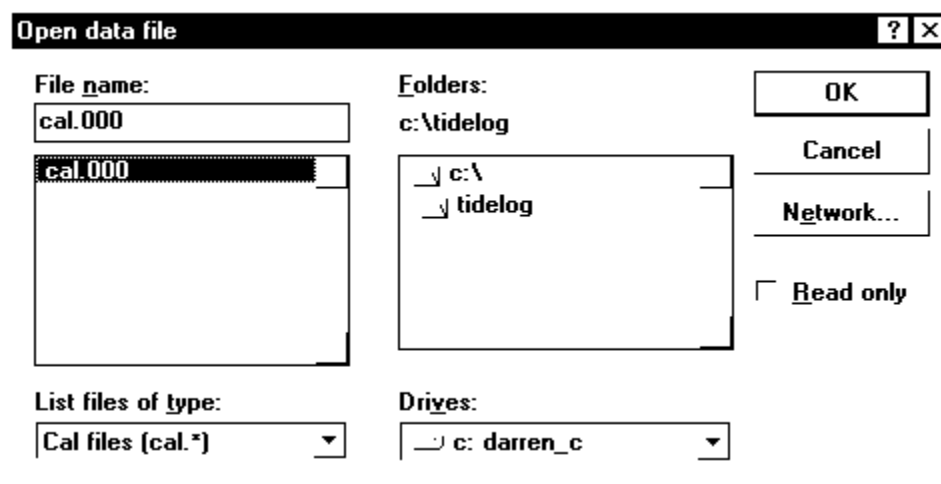 Open data file
? ×
File name:
cal.000
cal.000
List files of type:
Cal files (cal.*)
Folders:
c:\tidelog
c:\
tidelog
Drives:
c: darren_c
OK
Cancel
Network...
Read only